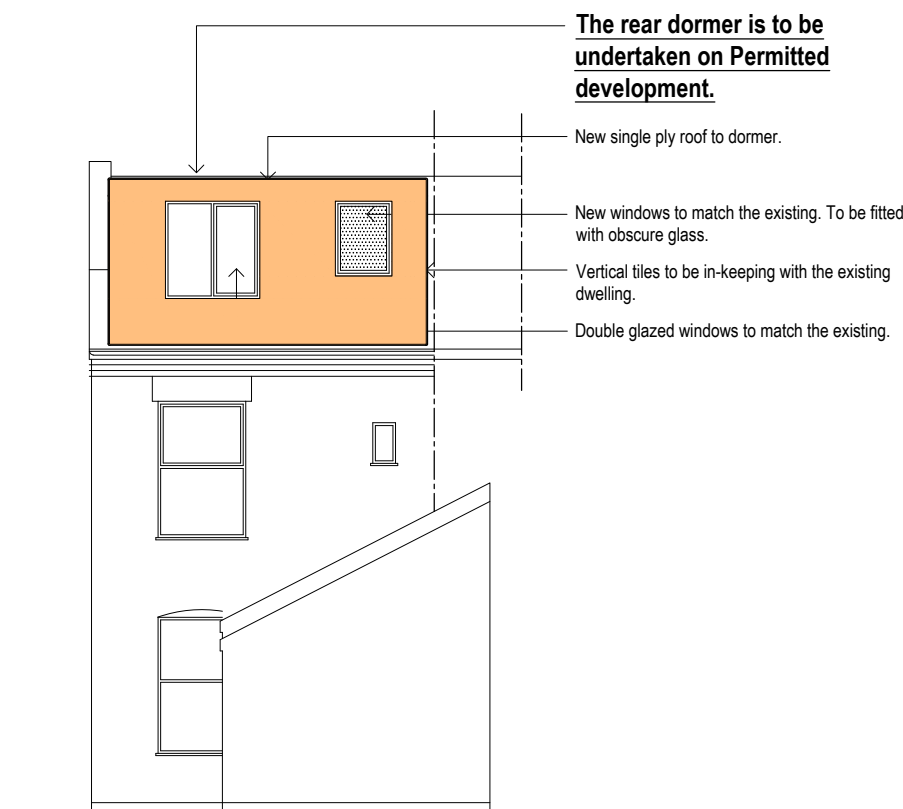 The rear dormer is to be
undertaken on Permitted
development.
New single ply roof to dormer.
New windows to match the existing. To be fitted
with obscure glass.
Vertical tiles to be in-keeping with the existing
dwelling.
Double glazed windows to match the existing.